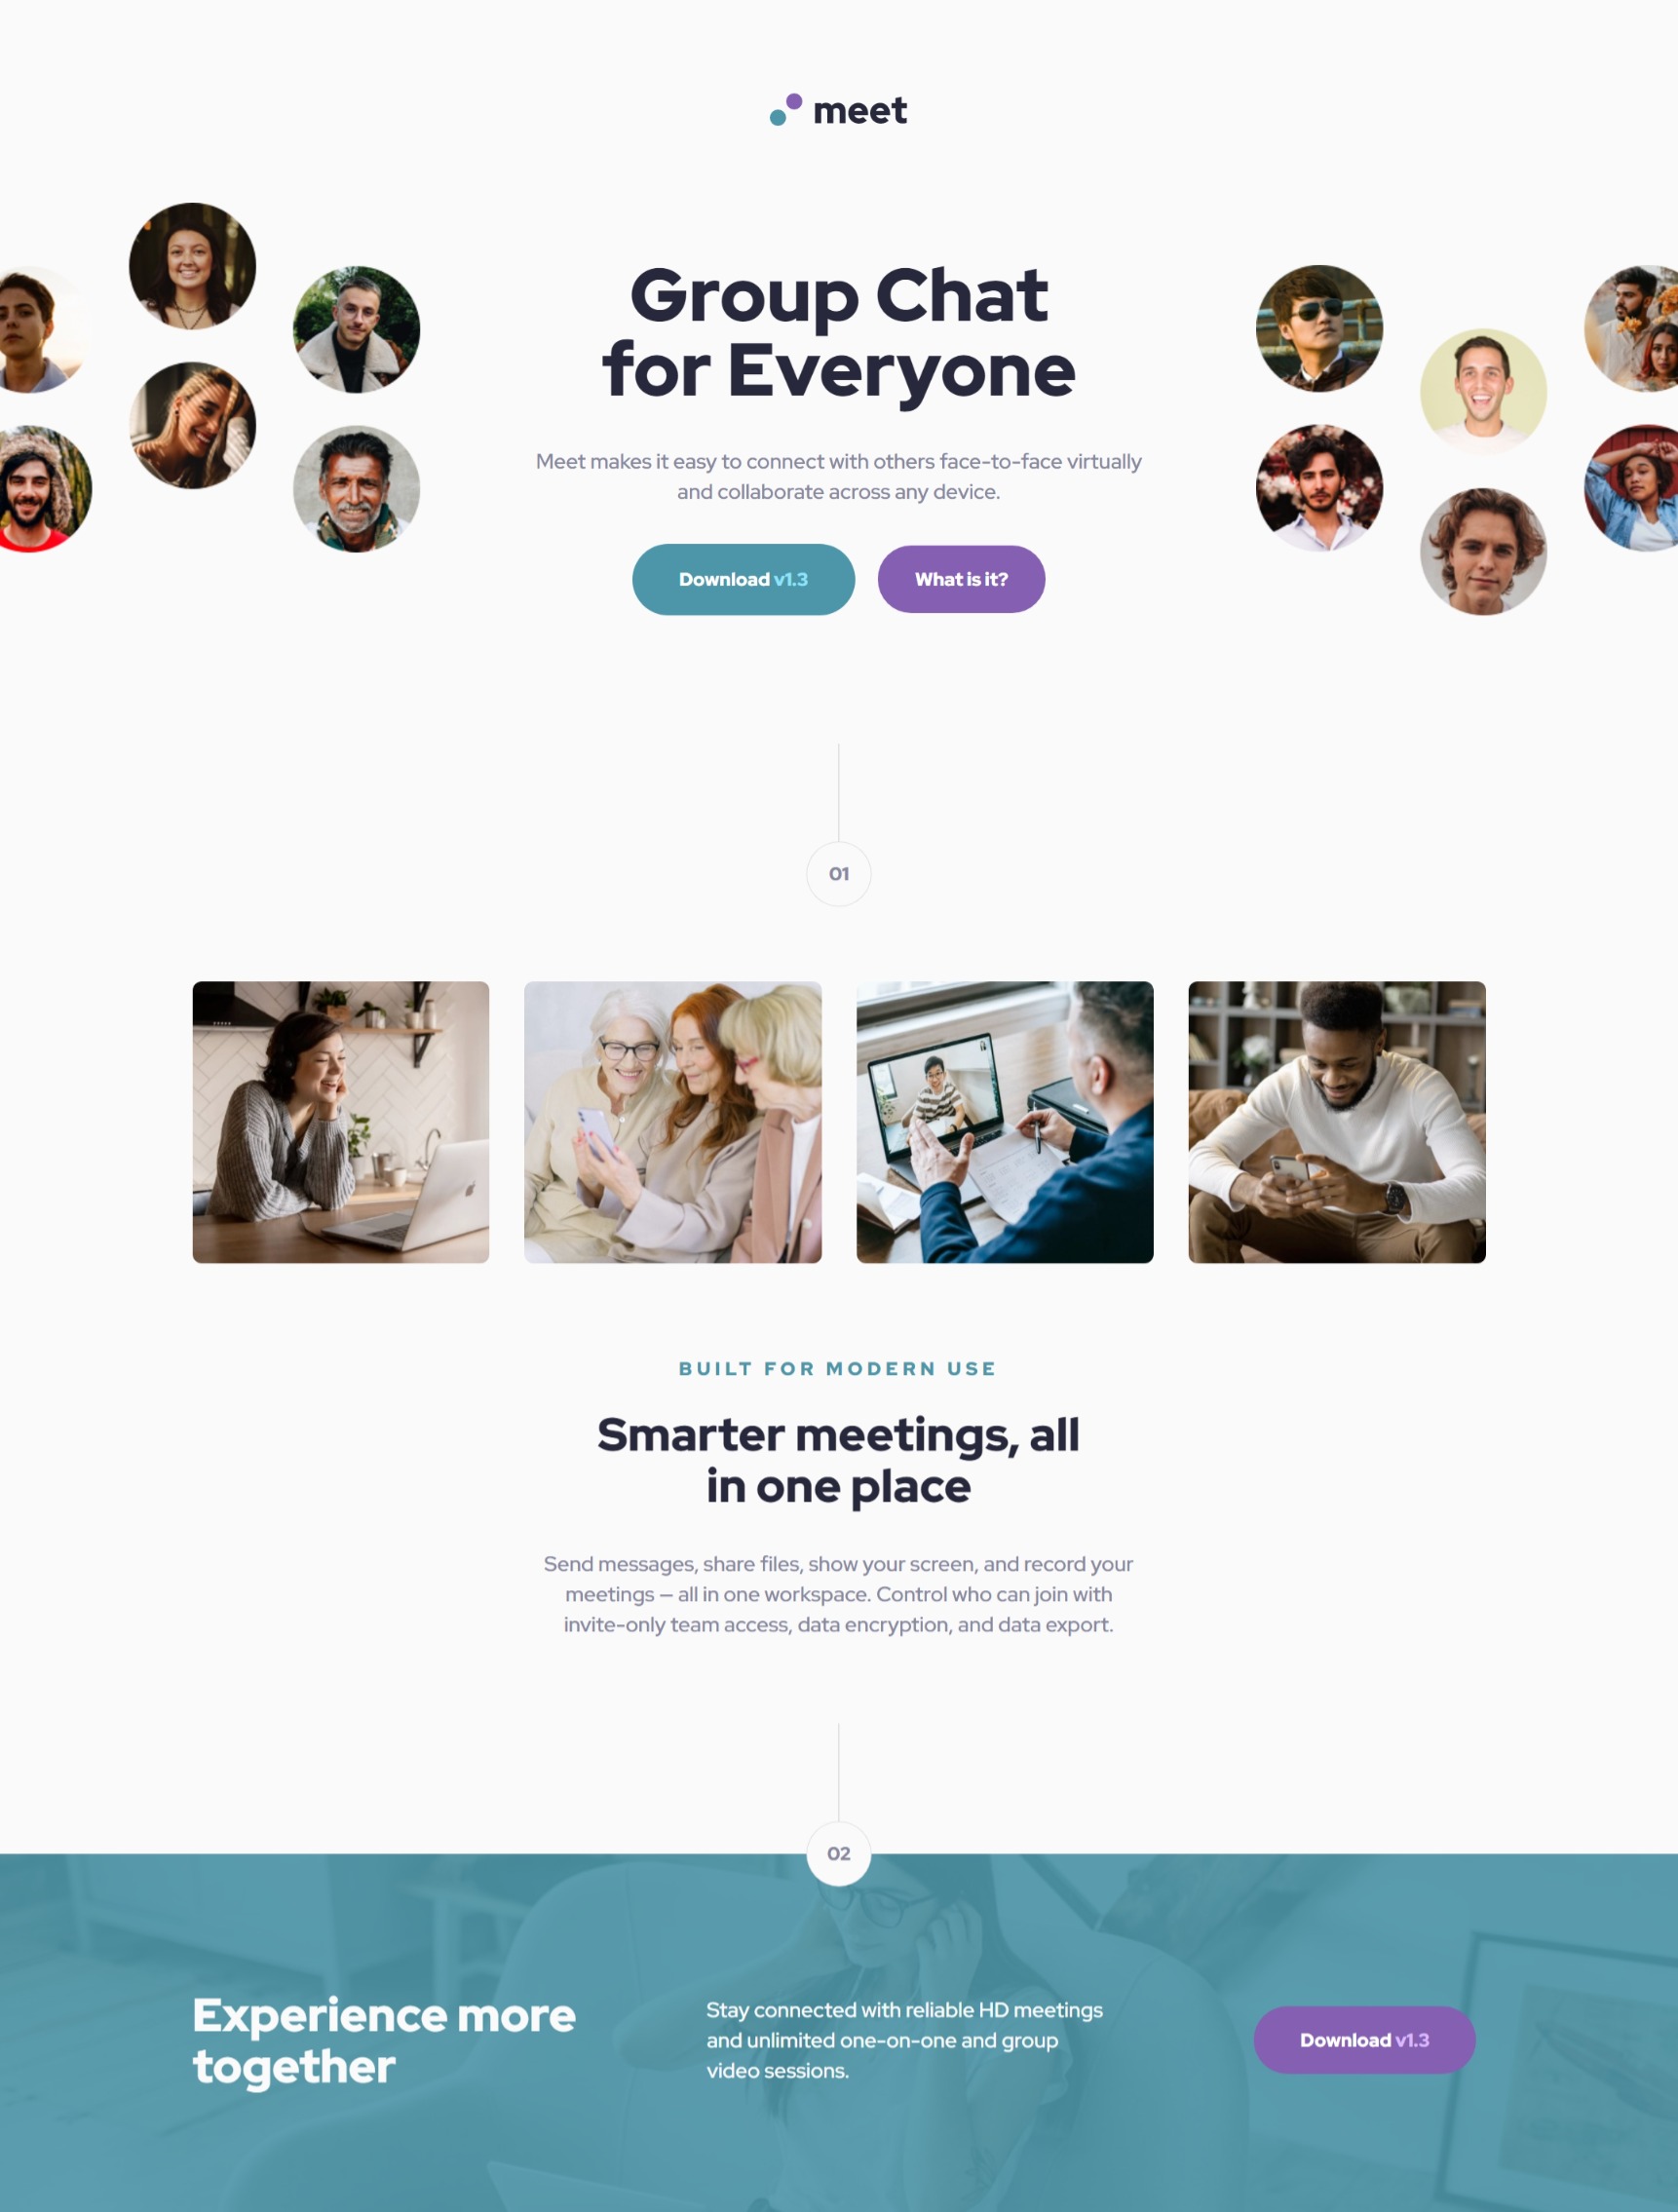 meet
Group Chat
for Everyone
Meet makes it easy to connect with others face-to-face virtually
and collaborate across any device.
Download v1.3
What is it?
01
BUILT FOR MODERN USE
Smarter meetings, all
in one place
Send messages, share files, show your screen, and record your
meetings — all in one workspace. Control who can join with
invite-only team access, data encryption, and data export.
02
Experience more
together
Stay connected with reliable HD meetings
and unlimited one-on-one and group
video sessions.
Download v1.3